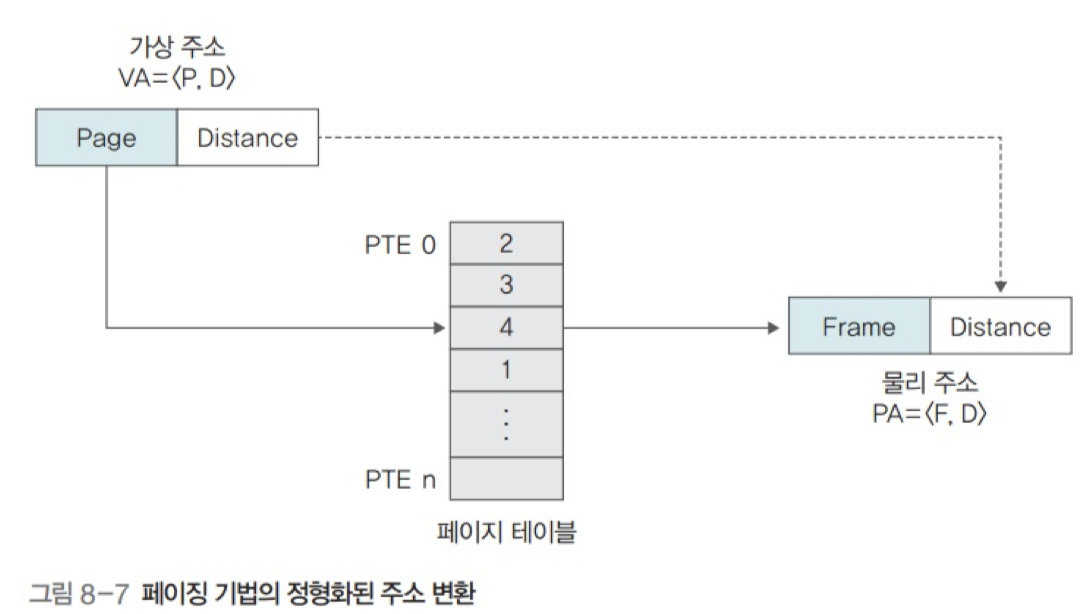 가상 주소
VA=〈P, D〉
Page
Distance
PTE 0
2
3
4
1
⋮
PTE n
페이지 테이블
Frame
Distance
물리 주소
PA=〈F, D〉
그림 8-7 페이징 기법의 정형화된 주소 변환